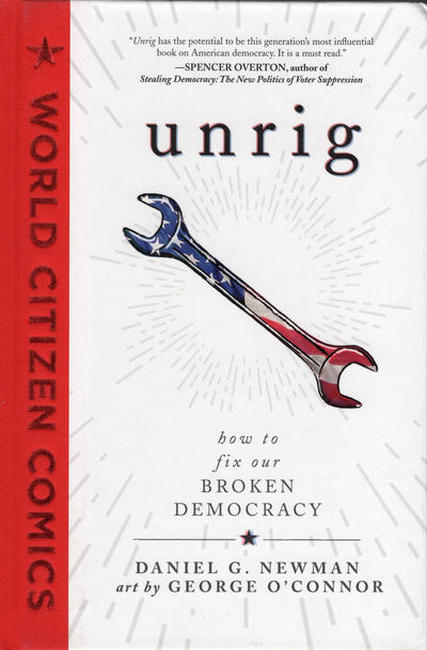 WORLD CITIZEN COMICS
“Unrig has the potential to be this generation’s most influential
book on American democracy. It is a must read.”
—SPENCER OVERTON, author of
Stealing Democracy: The New Politics of Voter Suppression
unrig
how to
fix our
BROKEN
DEMOCRACY
DANIEL G. NEWMAN
art by GEORGE O’CONNOR